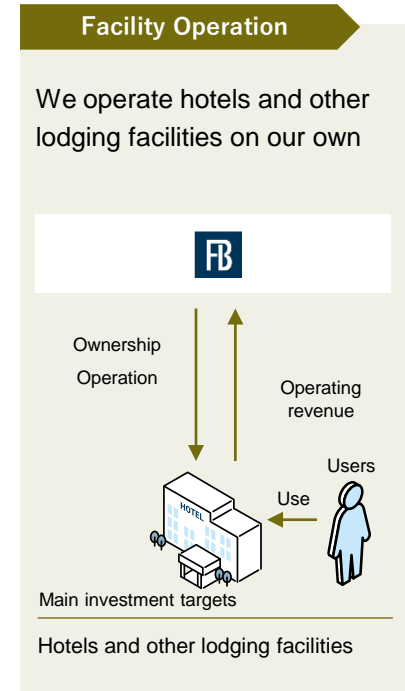 Facility Operation
We operate hotels and other
lodging facilities on our own
FB
Ownership
Operation
Operating
revenue
Users
Use
HOTEL
Main investment targets
Hotels and other lodging facilities